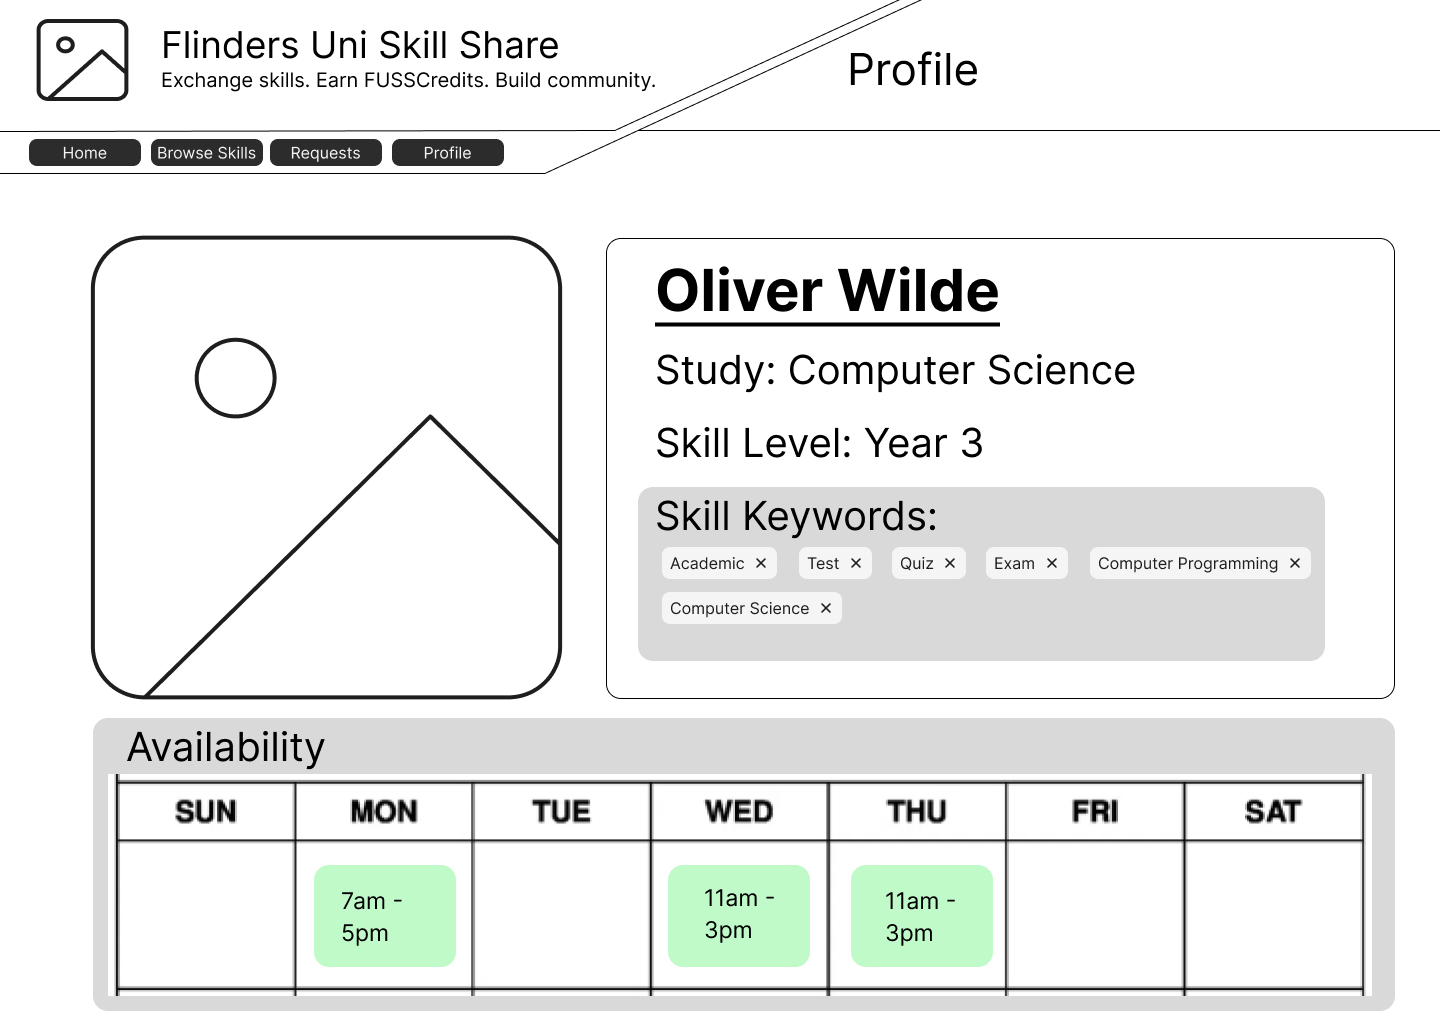 Flinders Uni Skill Share
Exchange skills. Earn FUSSCredits. Build community.
Profile
Home
Browse Skills
Requests
Profile
Oliver Wilde
Study: Computer Science
Skill Level: Year 3
Skill Keywords:
Academic ✕ Test ✕ Quiz ✕ Exam ✕ Computer Programming ✕
Computer Science ✕
Availability
SUN MON TUE WED THU FRI SAT
7am -
5pm
11am -
3pm
11am -
3pm